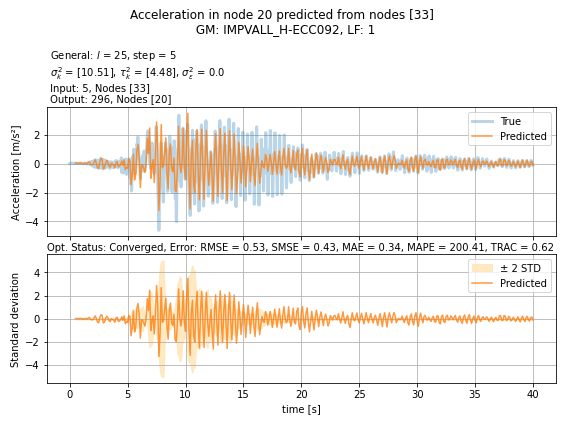 Acceleration in node 20 predicted from nodes [33]
GM: IMPVALL_H-ECC092, LF: 1
General: l = 25, step = 5
σ²ₖ = [10.51], τ²ₖ = [4.48], σ²ε = 0.0
Input: 5, Nodes [33]
Output: 296, Nodes [20]
Acceleration [m/s²]
2
0
−2
−4
True
Predicted
Opt. Status: Converged, Error: RMSE = 0.53, SMSE = 0.43, MAE = 0.34, MAPE = 200.41, TRAC = 0.62
Standard deviation
4
2
0
−2
−4
± 2 STD
Predicted
0 5 10 15 20 25 30 35 40
time [s]